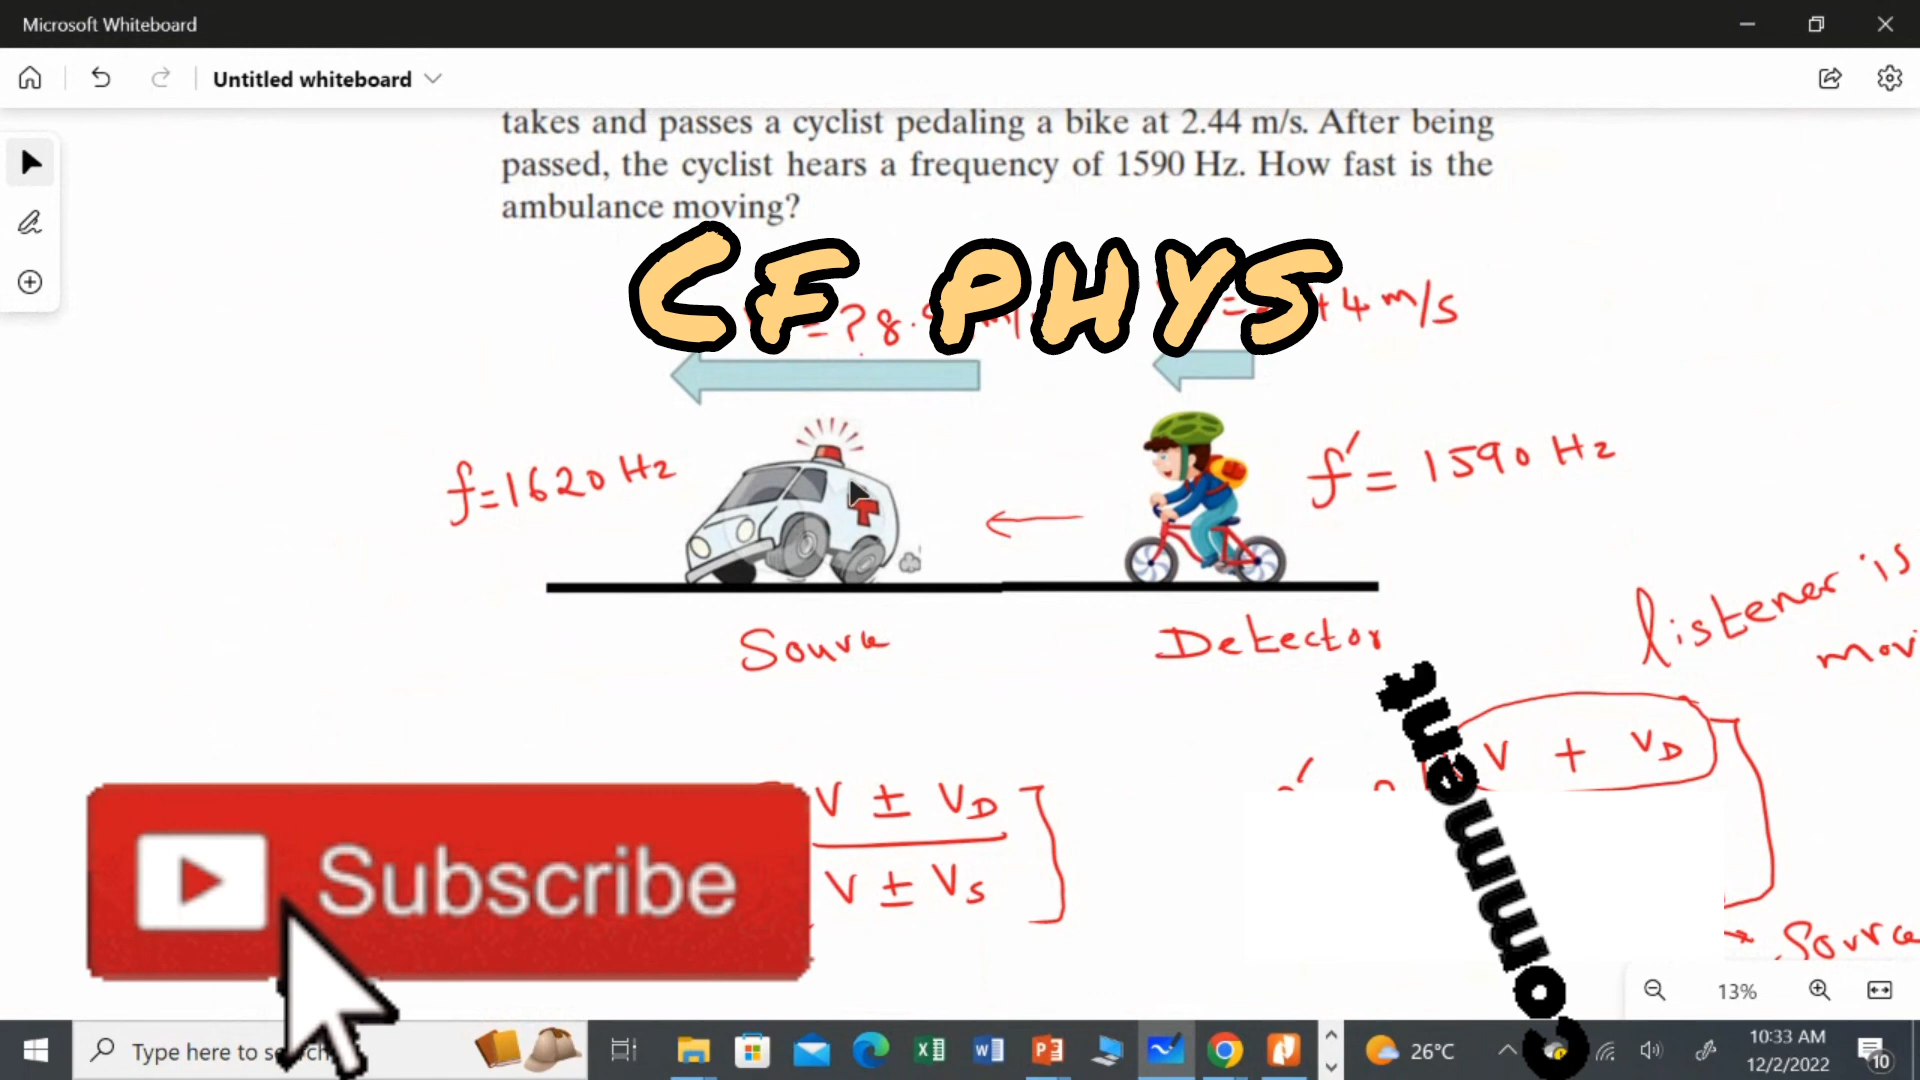 Microsoft Whiteboard
Untitled whiteboard
takes and passes a cyclist pedaling a bike at 2.44 m/s. After being
passed, the cyclist hears a frequency of 1590 Hz. How fast is the
ambulance moving?
CF PHYS
= ? 8.
4 m/s
f = 1620 Hz
f′ = 1590 Hz
Source
Detector
listener is
V + VD
V ± VD
V ± VS
Source
Subscribe
Comment
13%
Type here to search
26°C
10:33 AM
12/2/2022
10